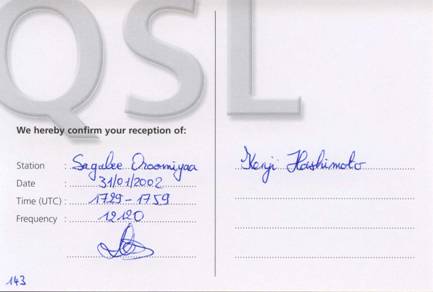 QSL
We hereby confirm your reception of:
Station : Sagalee Oroomiyaa
Date : 31/01/2002
Time (UTC) : 1729 - 1759
Frequency : 12120
Kenji Hashimoto
143